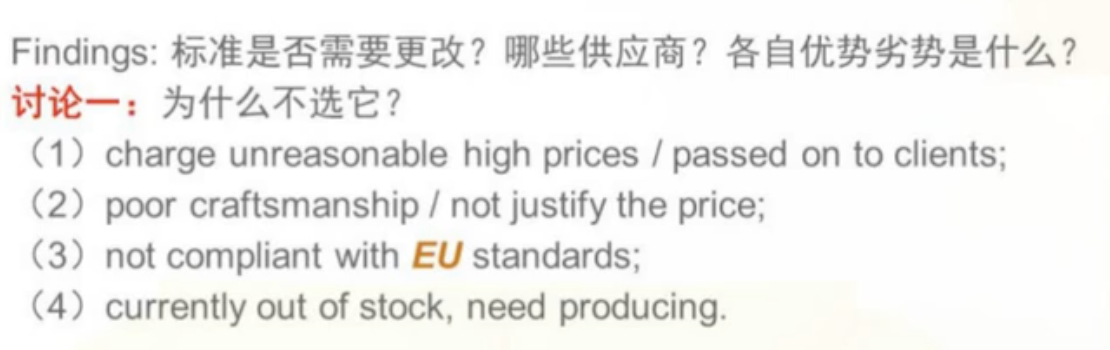 Findings: 标准是否需要更改？哪些供应商？各自优势劣势是什么？
讨论一：为什么不选它？
（1）charge unreasonable high prices / passed on to clients;
（2）poor craftsmanship / not justify the price;
（3）not compliant with EU standards;
（4）currently out of stock, need producing.